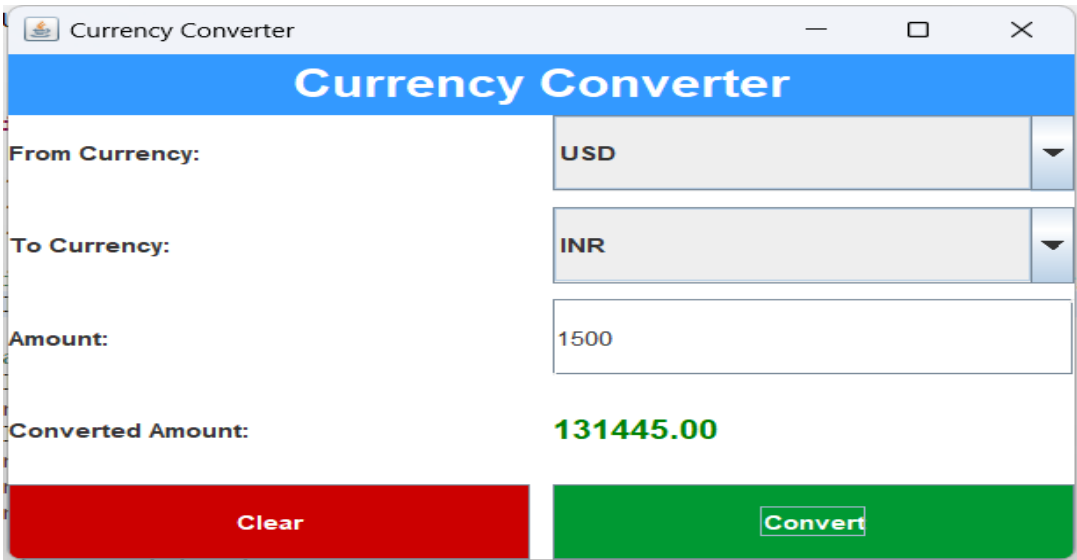 Currency Converter
Currency Converter
From Currency: USD
To Currency: INR
Amount: 1500
Converted Amount: 131445.00
Clear Convert